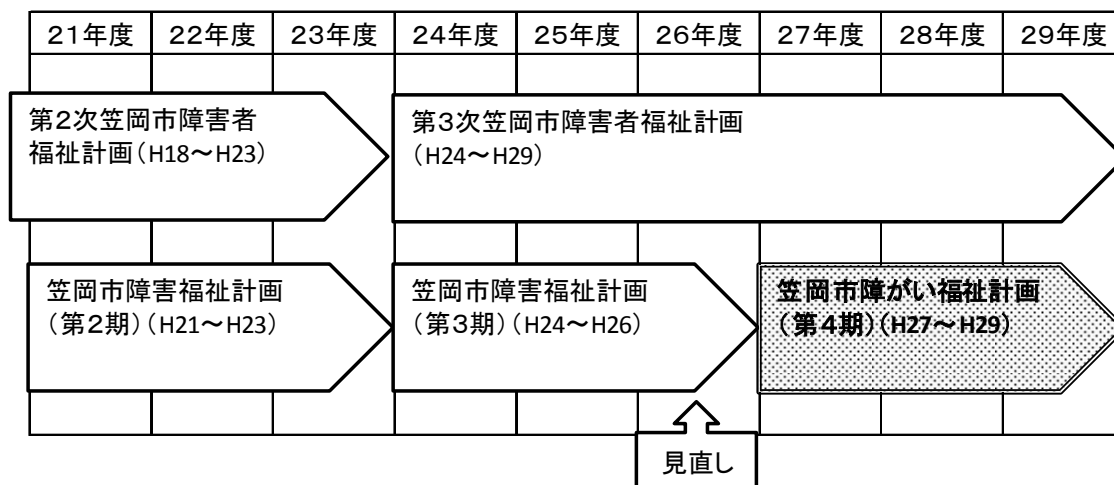 21年度 22年度 23年度 24年度 25年度 26年度 27年度 28年度 29年度
第2次笠岡市障害者
福祉計画(H18～H23)
第3次笠岡市障害者福祉計画
(H24～H29)
笠岡市障害福祉計画
(第2期)(H21～H23)
笠岡市障害福祉計画
(第3期)(H24～H26)
笠岡市障がい福祉計画
(第4期)(H27～H29)
見直し